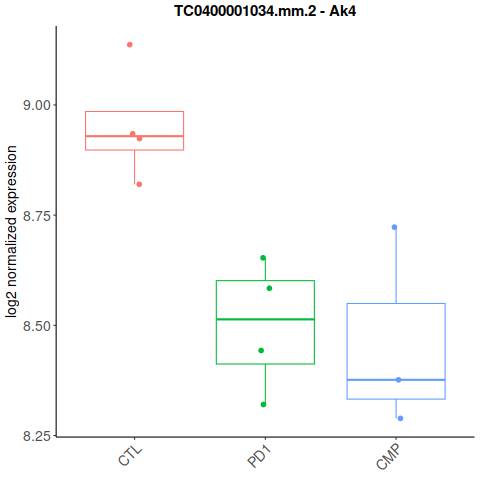 TC0400001034.mm.2 - Ak4
log2 normalized expression
9.00
8.75
8.50
8.25
CTL
PD1
CMP